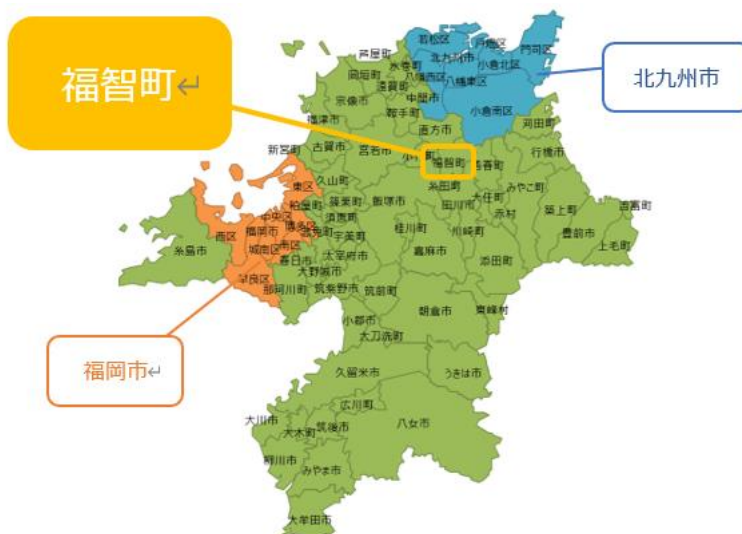 福智町↵
北九州市
福岡市↵
芦屋町
若松区
戸畑区
門司区
水巻町
北九州市
小倉北区
岡垣町
遠賀町
八幡西区
八幡東区
宗像市
中間市
小倉南区
鞍手町
苅田町
福津市
直方市
新宮町
古賀市
宮若市
福智町
香春町
行橋市
東区
久山町
糸田町
みやこ町
粕屋町
篠栗町
飯塚市
大任町
吉富町
中央区
博多区
須恵町
田川市
赤村
築上町
西区
福岡市
宇美町
桂川町
川崎町
豊前市
糸島市
城南区
南区
春日市
太宰府市
嘉麻市
添田町
上毛町
早良区
大野城市
那珂川町
筑紫野市
筑前町
朝倉市
東峰村
小郡市
大刀洗町
久留米市
うきは市
広川町
大川市
大木町
筑後市
八女市
柳川市
みやま市
大牟田市